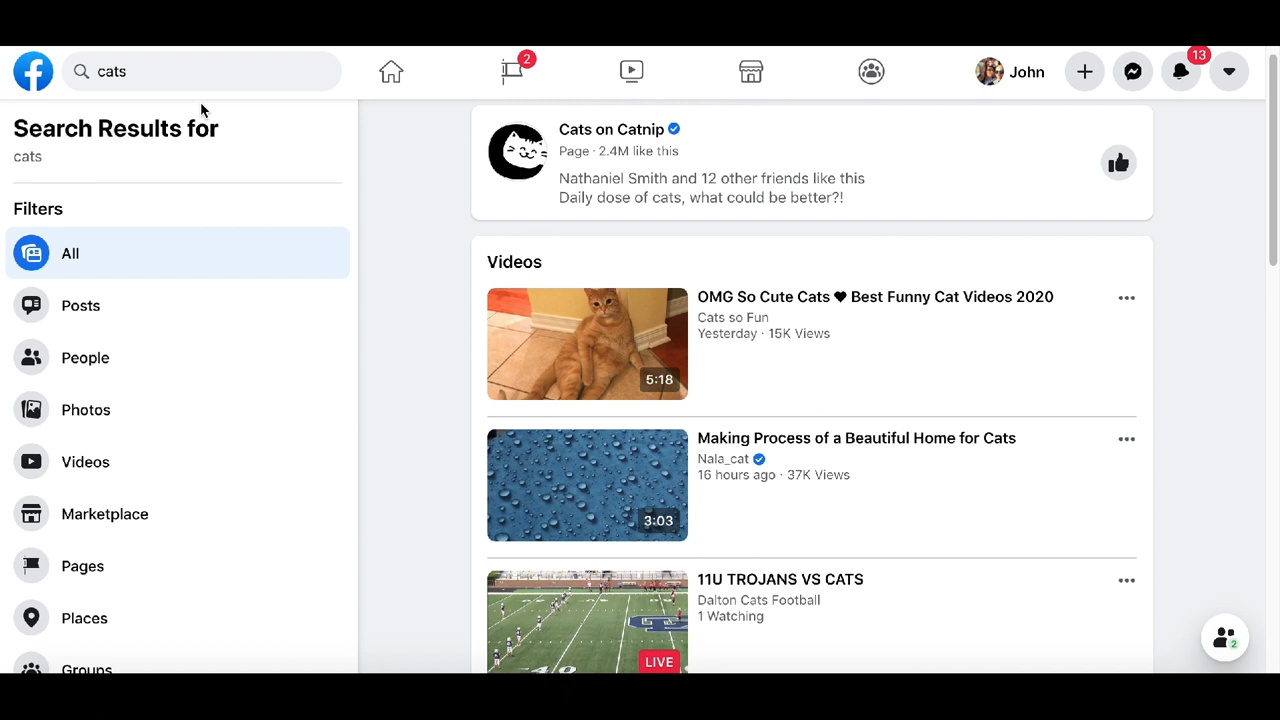 cats
2
John
13
Search Results for
cats
Filters
All
Posts
People
Photos
Videos
Marketplace
Pages
Places
Groups
Cats on Catnip
Page · 2.4M like this
Nathaniel Smith and 12 other friends like this
Daily dose of cats, what could be better?!
Videos
OMG So Cute Cats ♥ Best Funny Cat Videos 2020
Cats so Fun
Yesterday · 15K Views
5:18
Making Process of a Beautiful Home for Cats
Nala_cat
16 hours ago · 37K Views
3:03
11U TROJANS VS CATS
Dalton Cats Football
1 Watching
LIVE
2